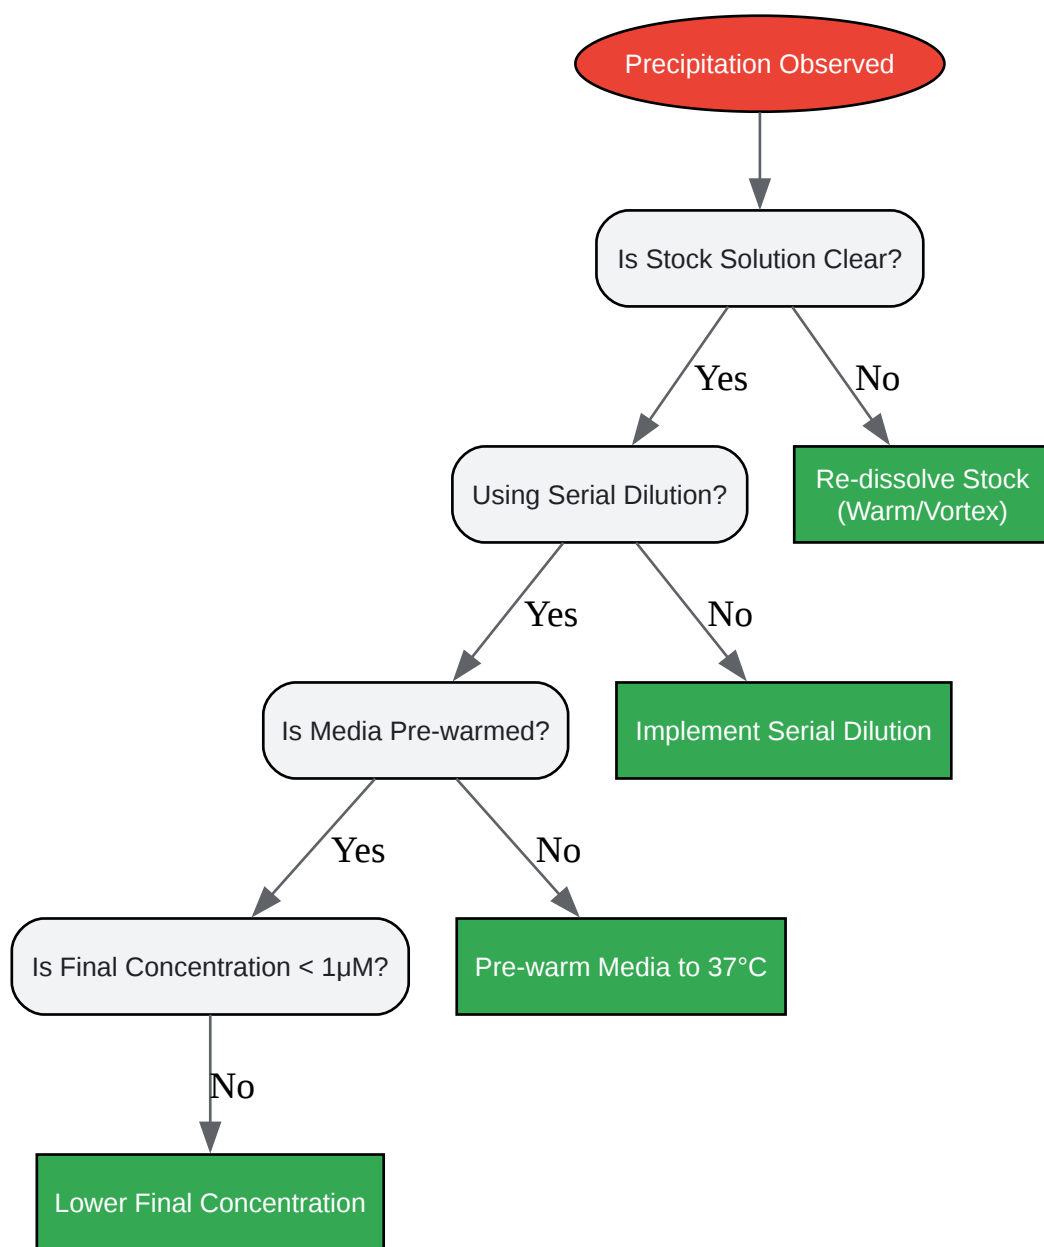 Precipitation Observed
Is Stock Solution Clear?
Yes
No
Using Serial Dilution?
Re-dissolve Stock
(Warm/Vortex)
Yes
No
Is Media Pre-warmed?
Implement Serial Dilution
Yes
No
Is Final Concentration < 1μM?
Pre-warm Media to 37°C
No
Lower Final Concentration